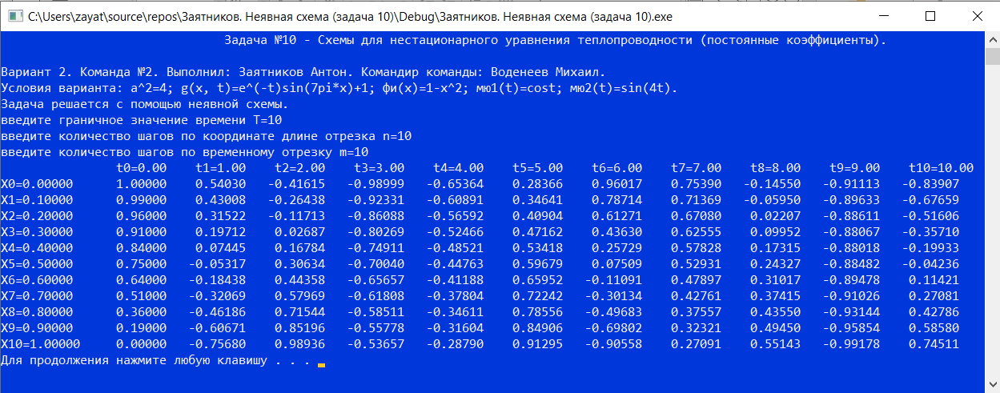 C:\Users\zayat\source\repos\Заятников. Неявная схема (задача 10)\Debug\Заятников. Неявная схема (задача 10).exe
Задача №10 - Схемы для нестационарного уравнения теплопроводности (постоянные коэффициенты).
Вариант 2. Команда №2. Выполнил: Заятников Антон. Командир команды: Воденеев Михаил.
Условия варианта: a^2=4; g(x, t)=e^(-t)sin(7pi*x)+1; фи(x)=1-x^2; мю1(t)=cost; мю2(t)=sin(4t).
Задача решается с помощью неявной схемы.
введите граничное значение времени T=10
введите количество шагов по координате длине отрезка n=10
введите количество шагов по временному отрезку m=10
t0=0.00 t1=1.00 t2=2.00 t3=3.00 t4=4.00 t5=5.00 t6=6.00 t7=7.00 t8=8.00 t9=9.00 t10=10.00
X0=0.00000 1.00000 0.54030 -0.41615 -0.98999 -0.65364 0.28366 0.96017 0.75390 -0.14550 -0.91113 -0.83907
X1=0.10000 0.99000 0.43008 -0.26438 -0.92331 -0.60891 0.34641 0.78714 0.71369 -0.05950 -0.89633 -0.67659
X2=0.20000 0.96000 0.31522 -0.11713 -0.86088 -0.56592 0.40904 0.61271 0.67080 0.02207 -0.88611 -0.51606
X3=0.30000 0.91000 0.19712 0.02687 -0.80269 -0.52466 0.47162 0.43630 0.62555 0.09952 -0.88067 -0.35710
X4=0.40000 0.84000 0.07445 0.16784 -0.74911 -0.48521 0.53418 0.25729 0.57828 0.17315 -0.88018 -0.19933
X5=0.50000 0.75000 -0.05317 0.30634 -0.70040 -0.44763 0.59679 0.07509 0.52931 0.24327 -0.88482 -0.04236
X6=0.60000 0.64000 -0.18438 0.44358 -0.65657 -0.41188 0.65952 -0.11091 0.47897 0.31017 -0.89478 0.11421
X7=0.70000 0.51000 -0.32069 0.57969 -0.61808 -0.37804 0.72242 -0.30134 0.42761 0.37415 -0.91026 0.27081
X8=0.80000 0.36000 -0.46186 0.71544 -0.58511 -0.34611 0.78556 -0.49683 0.37557 0.43550 -0.93144 0.42786
X9=0.90000 0.19000 -0.60671 0.85196 -0.55778 -0.31604 0.84906 -0.69802 0.32321 0.49450 -0.95854 0.58580
X10=1.00000 0.00000 -0.75680 0.98936 -0.53657 -0.28790 0.91295 -0.90558 0.27091 0.55143 -0.99178 0.74511
Для продолжения нажмите любую клавишу . . .